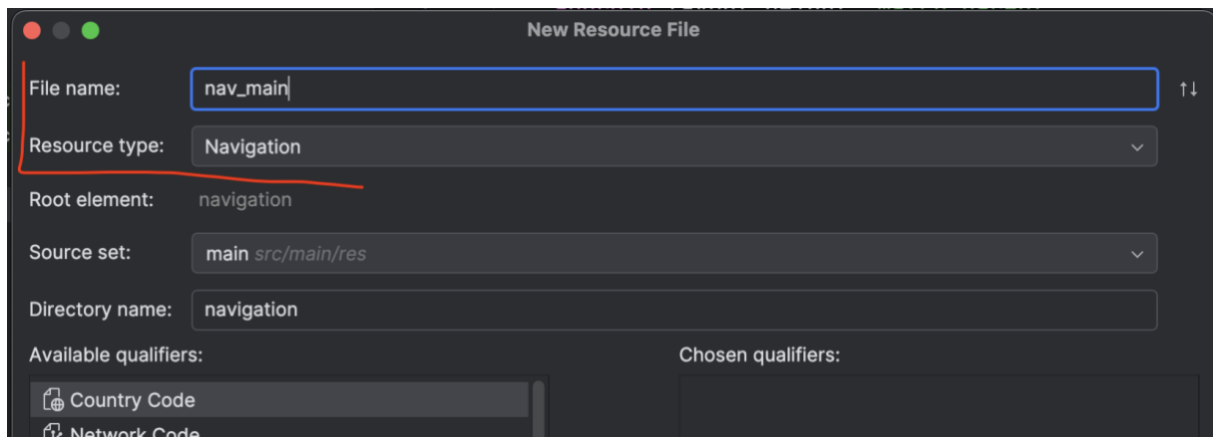 New Resource File
File name: nav_main
Resource type: Navigation
Root element: navigation
Source set: main src/main/res
Directory name: navigation
Available qualifiers: Chosen qualifiers:
Country Code
Network Code